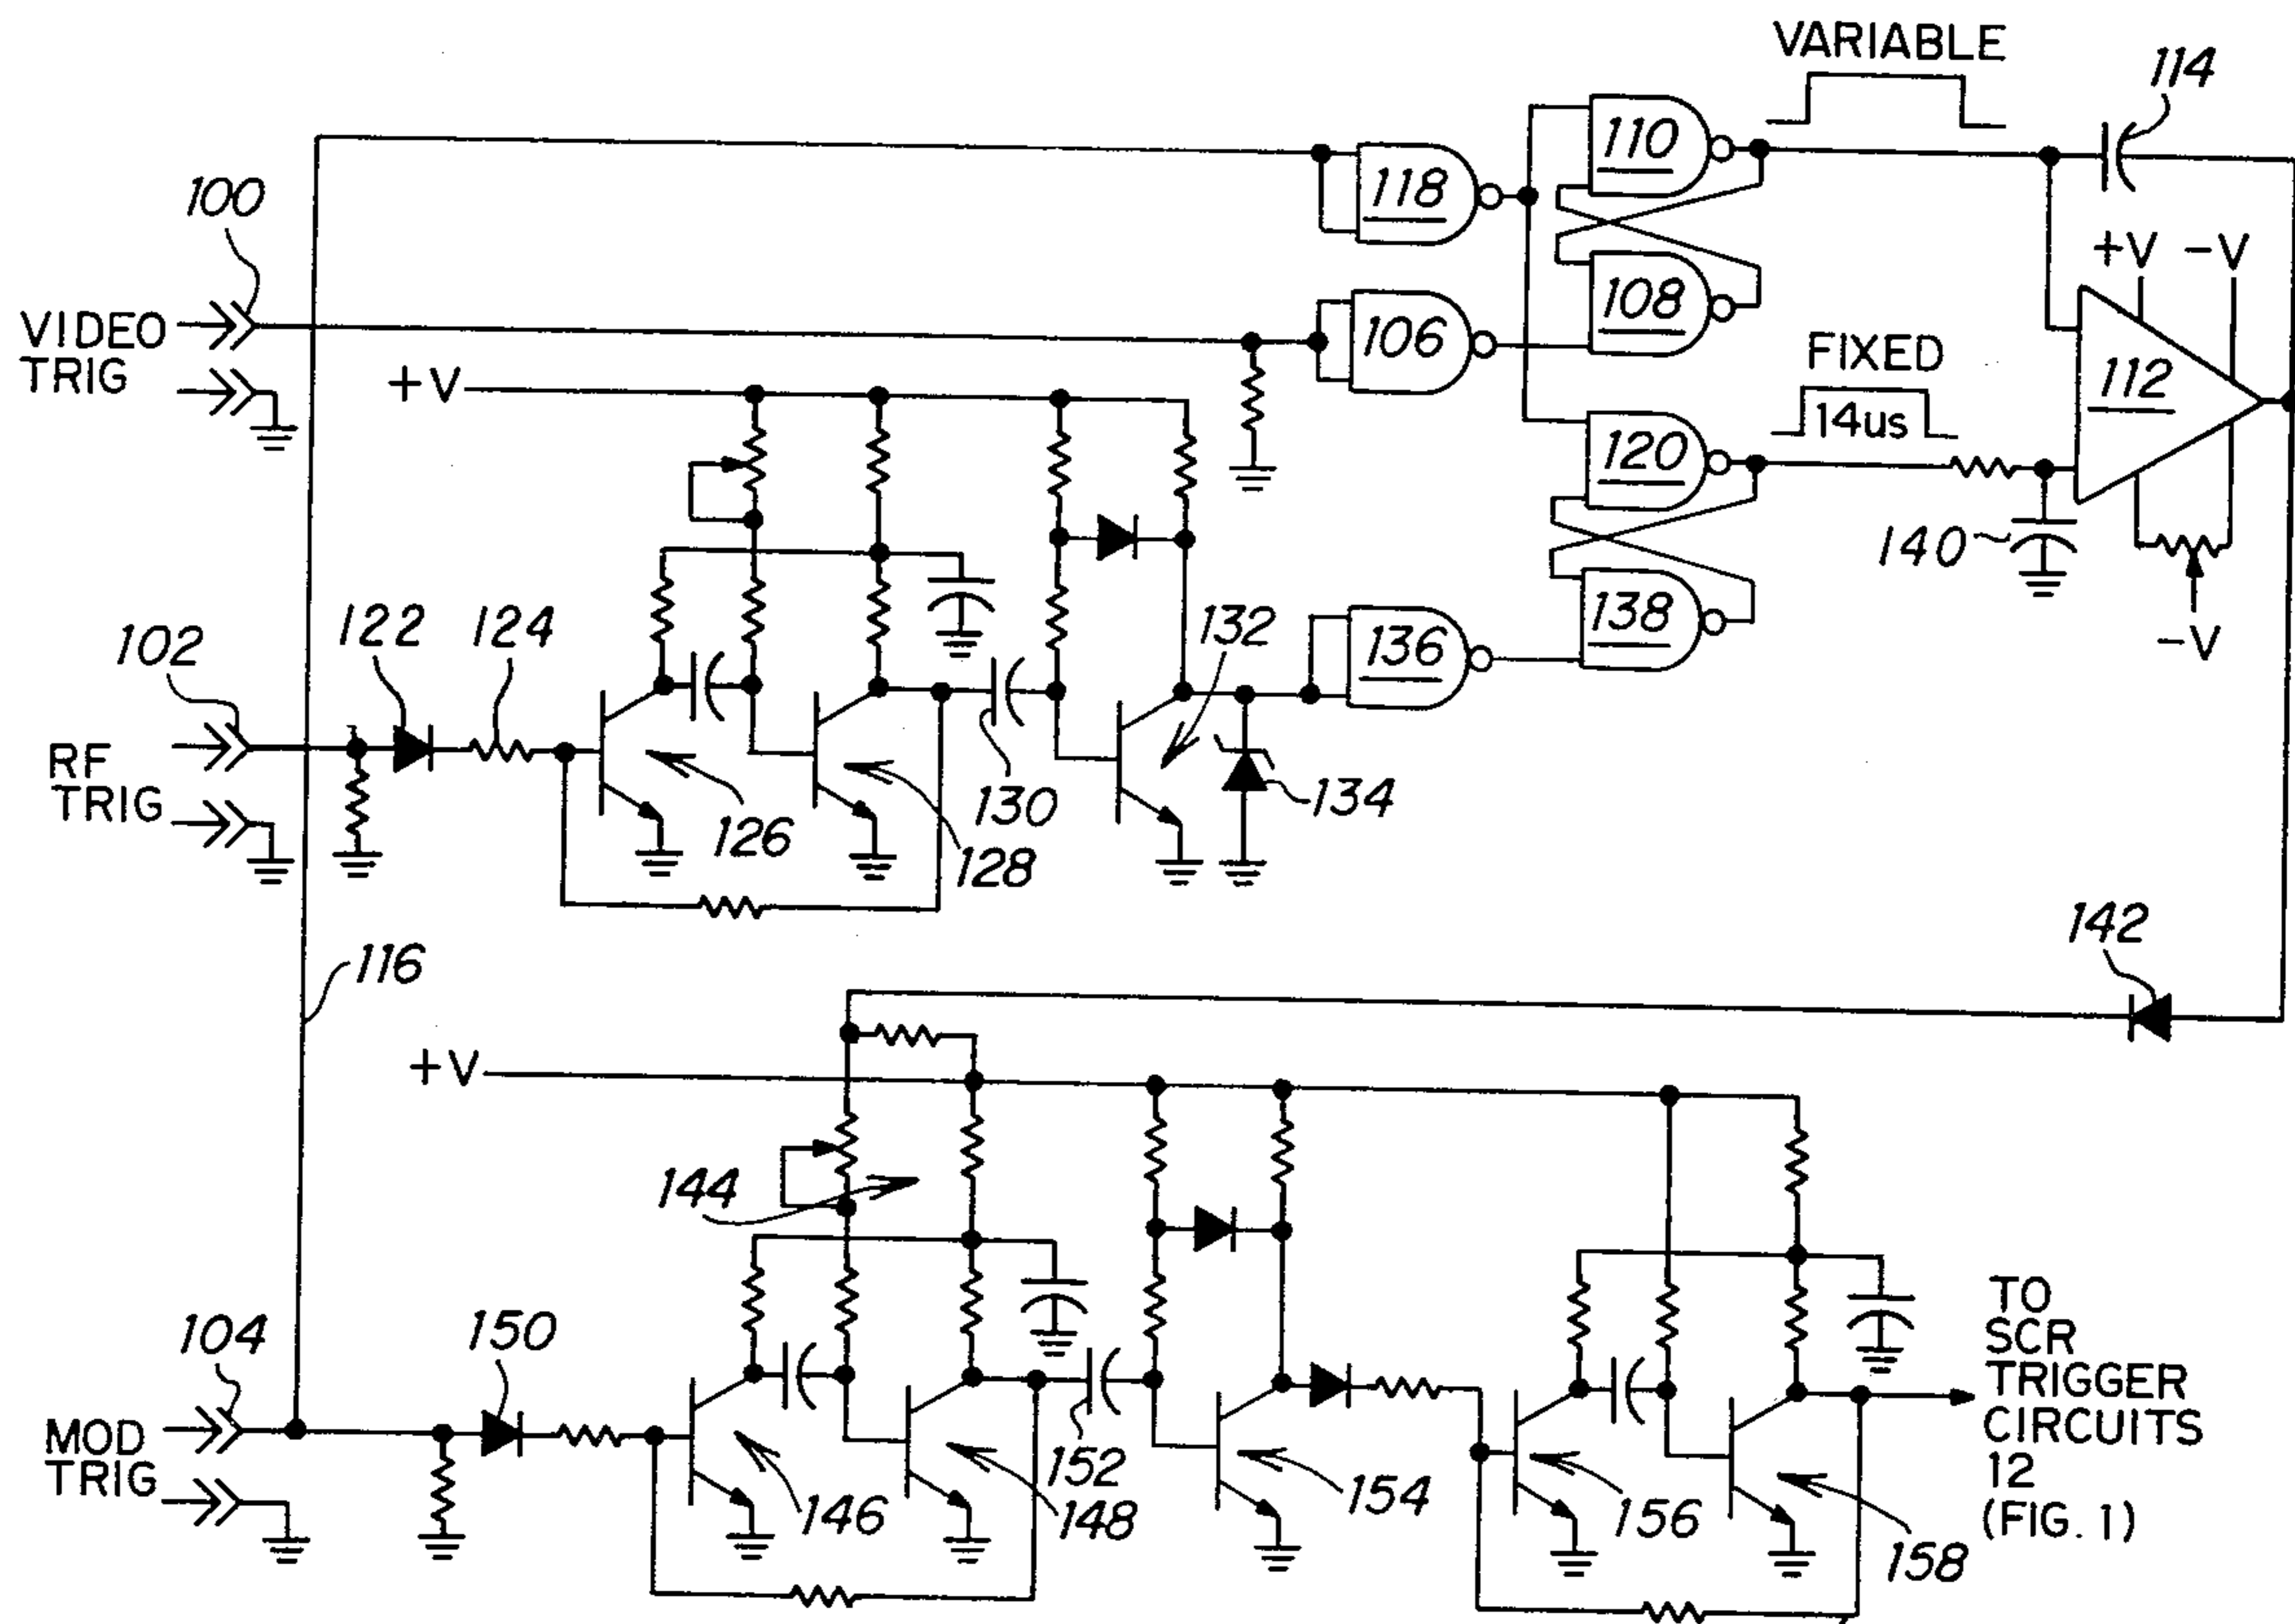 VARIABLE
114
110
118
100
+V -V
108
VIDEO
TRIG
106
FIXED
112
+V
14us
120
140
132
138
122
124
136
-V
102
RF
TRIG
134
130
126
128
142
116
+V
144
TO
SCR
TRIGGER
CIRCUITS
12
(FIG. 1)
150
104
MOD
TRIG
152
154
146
148
156
158